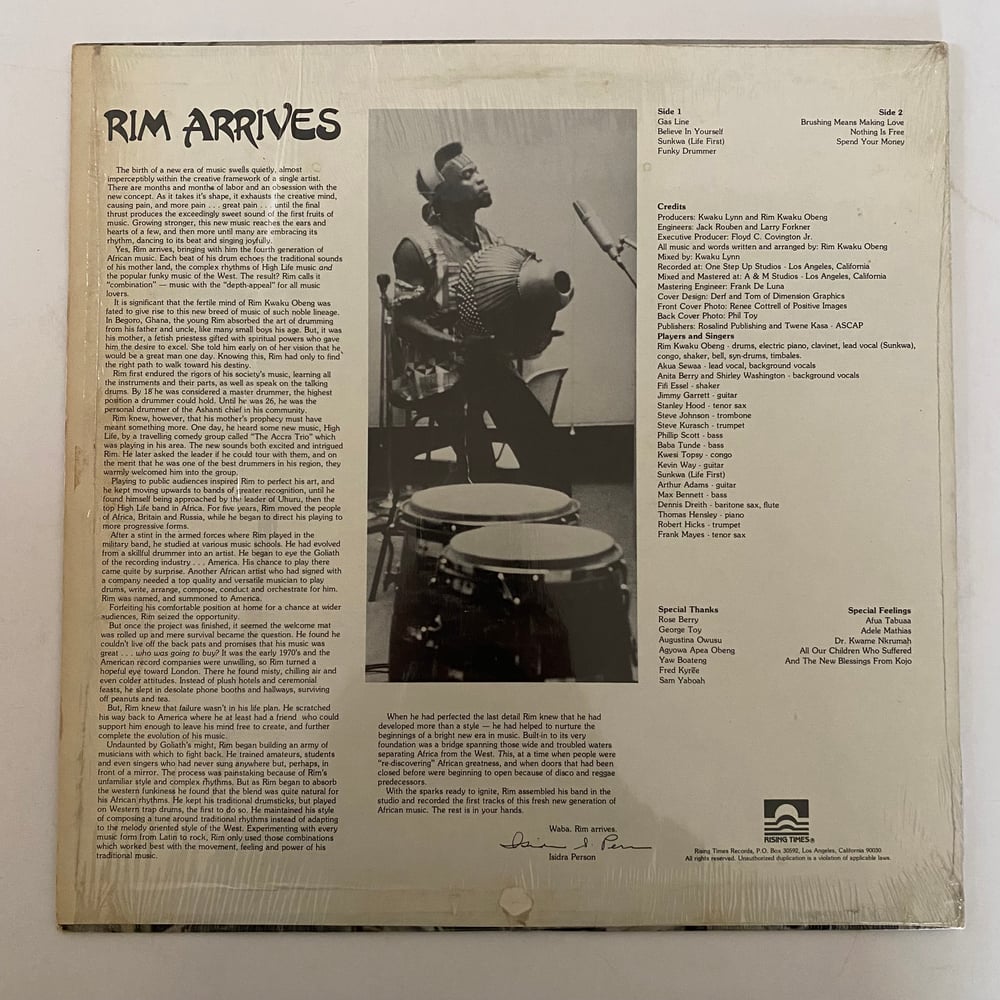 RIM ARRIVES
The birth of a new era of music swells quietly, almost
imperceptibly within the creative framework of a single artist.
There are months and months of labor and an obsession with the
new concept. As it takes it's shape, it exhausts the creative mind,
causing pain, and more pain . . . great pain . . . until the final
thrust produces the exceedingly sweet sound of the first fruits of
music. Growing stronger, this new music reaches the ears and
hearts of a few, and then more until many are embracing its
rhythm, dancing to its beat and singing joyfully.
Yes, Rim arrives, bringing with him the fourth generation of
African music. Each beat of his drum echoes the traditional sounds
of his mother land, the complex rhythms of High Life music and
the popular funky music of the West. The result? Rim calls it
"combination" — music with the "depth-appeal" for all music
lovers.
It is significant that the fertile mind of Rim Kwaku Obeng was
fated to give rise to this new breed of music of such noble lineage.
In Begoro, Ghana, the young Rim absorbed the art of drumming
from his father and uncle, like many small boys his age. But, it was
his mother, a fetish priestess gifted with spiritual powers who gave
him the desire to excel. She told him early on of her vision that he
would be a great man one day. Knowing this, Rim had only to find
the right path to walk toward his destiny.
Rim first endured the rigors of his society's music, learning all
the instruments and their parts, as well as speak on the talking
drums. By 18 he was considered a master drummer, the highest
position a drummer could hold. Until he was 26, he was the
personal drummer of the Ashanti chief in his community.
Rim knew, however, that his mother's prophecy must have
meant something more. One day, he heard some new music, High
Life, by a travelling comedy group called "The Accra Trio" which
was playing in his area. The new sounds both excited and intrigued
Rim. He later asked the leader if he could tour with them, and on
the merit that he was one of the best drummers in his region, they
warmly welcomed him into the group.
Playing to public audiences inspired Rim to perfect his art, and
he kept moving upwards to bands of greater recognition, until he
found himself being approached by the leader of Uhuru, then the
top High Life band in Africa. For five years, Rim moved the people
of Africa, Britain and Russia, while he began to direct his playing to
more progressive forms.
After a stint in the armed forces where Rim played in the
military band, he studied at various music schools. He had evolved
from a skillful drummer into an artist. He began to eye the Goliath
of the recording industry . . . America. His chance to play there
came quite by surprise. Another African artist who had signed with
a company needed a top quality and versatile musician to play
drums, write, arrange, compose, conduct and orchestrate for him.
Rim was named, and summoned to America.
Forfeiting his comfortable position at home for a chance at wider
audiences, Rim seized the opportunity.
But once the project was finished, it seemed the welcome mat
was rolled up and mere survival became the question. He found he
couldn't live off the back pats and promises that his music was
great . . . who was going to buy? It was the early 1970's and the
American record companies were unwilling, so Rim turned a
hopeful eye toward London. There he found misty, chilling air and
even colder attitudes. Instead of plush hotels and ceremonial
feasts, he slept in desolate phone booths and hallways, surviving
off peanuts and tea.
But, Rim knew that failure wasn't in his life plan. He scratched
his way back to America where he at least had a friend who could
support him enough to leave his mind free to create, and further
complete the evolution of his music.
Undaunted by Goliath's might, Rim began building an army of
musicians with which to fight back. He trained amateurs, students
and even singers who had never sung anywhere but, perhaps, in
front of a mirror. The process was painstaking because of Rim's
unfamiliar style and complex rhythms. But as Rim began to absorb
the western funkiness he found that the blend was quite natural for
his African rhythms. He kept his traditional drumsticks, but played
on Western trap drums, the first to do so. He maintained his style
of composing a tune around traditional rhythms instead of adapting
to the melody oriented style of the West. Experimenting with every
music form from Latin to rock, Rim only used those combinations
which worked best with the movement, feeling and power of his
traditional music.
When he had perfected the last detail Rim knew that he had
developed more than a style — he had helped to nurture the
beginnings of a bright new era in music. Built-in to its very
foundation was a bridge spanning those wide and troubled waters
separating Africa from the West. This, at a time when people were
"re-discovering" African greatness, and when doors that had been
closed before were beginning to open because of disco and reggae
predecessors.
With the sparks ready to ignite, Rim assembled his band in the
studio and recorded the first tracks of this fresh new generation of
African music. The rest is in your hands.
Waba. Rim arrives.
Isidra Person
Side 1
Gas Line
Believe In Yourself
Sunkwa (Life First)
Funky Drummer
Side 2
Brushing Means Making Love
Nothing Is Free
Spend Your Money
Credits
Producers: Kwaku Lynn and Rim Kwaku Obeng
Engineers: Jack Rouben and Larry Forkner
Executive Producer: Floyd C. Covington Jr.
All music and words written and arranged by: Rim Kwaku Obeng
Mixed by: Kwaku Lynn
Recorded at: One Step Up Studios - Los Angeles, California
Mixed and Mastered at: A & M Studios - Los Angeles, California
Mastering Engineer: Frank De Luna
Cover Design: Derf and Tom of Dimension Graphics
Front Cover Photo: Renee Cottrell of Positive Images
Back Cover Photo: Phil Toy
Publishers: Rosalind Publishing and Twene Kasa - ASCAP
Players and Singers
Rim Kwaku Obeng - drums, electric piano, clavinet, lead vocal (Sunkwa),
congo, shaker, bell, syn-drums, timbales.
Akua Sewaa - lead vocal, background vocals
Anita Berry and Shirley Washington - background vocals
Fifi Essel - shaker
Jimmy Garrett - guitar
Stanley Hood - tenor sax
Steve Johnson - trombone
Steve Kurasch - trumpet
Phillip Scott - bass
Baba Tunde - bass
Kwesi Topsy - congo
Kevin Way - guitar
Sunkwa (Life First)
Arthur Adams - guitar
Max Bennett - bass
Dennis Dreith - baritone sax, flute
Thomas Hensley - piano
Robert Hicks - trumpet
Frank Mayes - tenor sax
Special Thanks
Rose Berry
George Toy
Augustina Owusu
Agyowa Apea Obeng
Yaw Boateng
Fred Kyrëe
Sam Yaboah
Special Feelings
Afua Tabuaa
Adele Mathias
Dr. Kwame Nkrumah
All Our Children Who Suffered
And The New Blessings From Kojo
RISING TIMES®
Rising Times Records, P.O. Box 30592, Los Angeles, California 90030
All rights reserved. Unauthorized duplication is a violation of applicable laws.